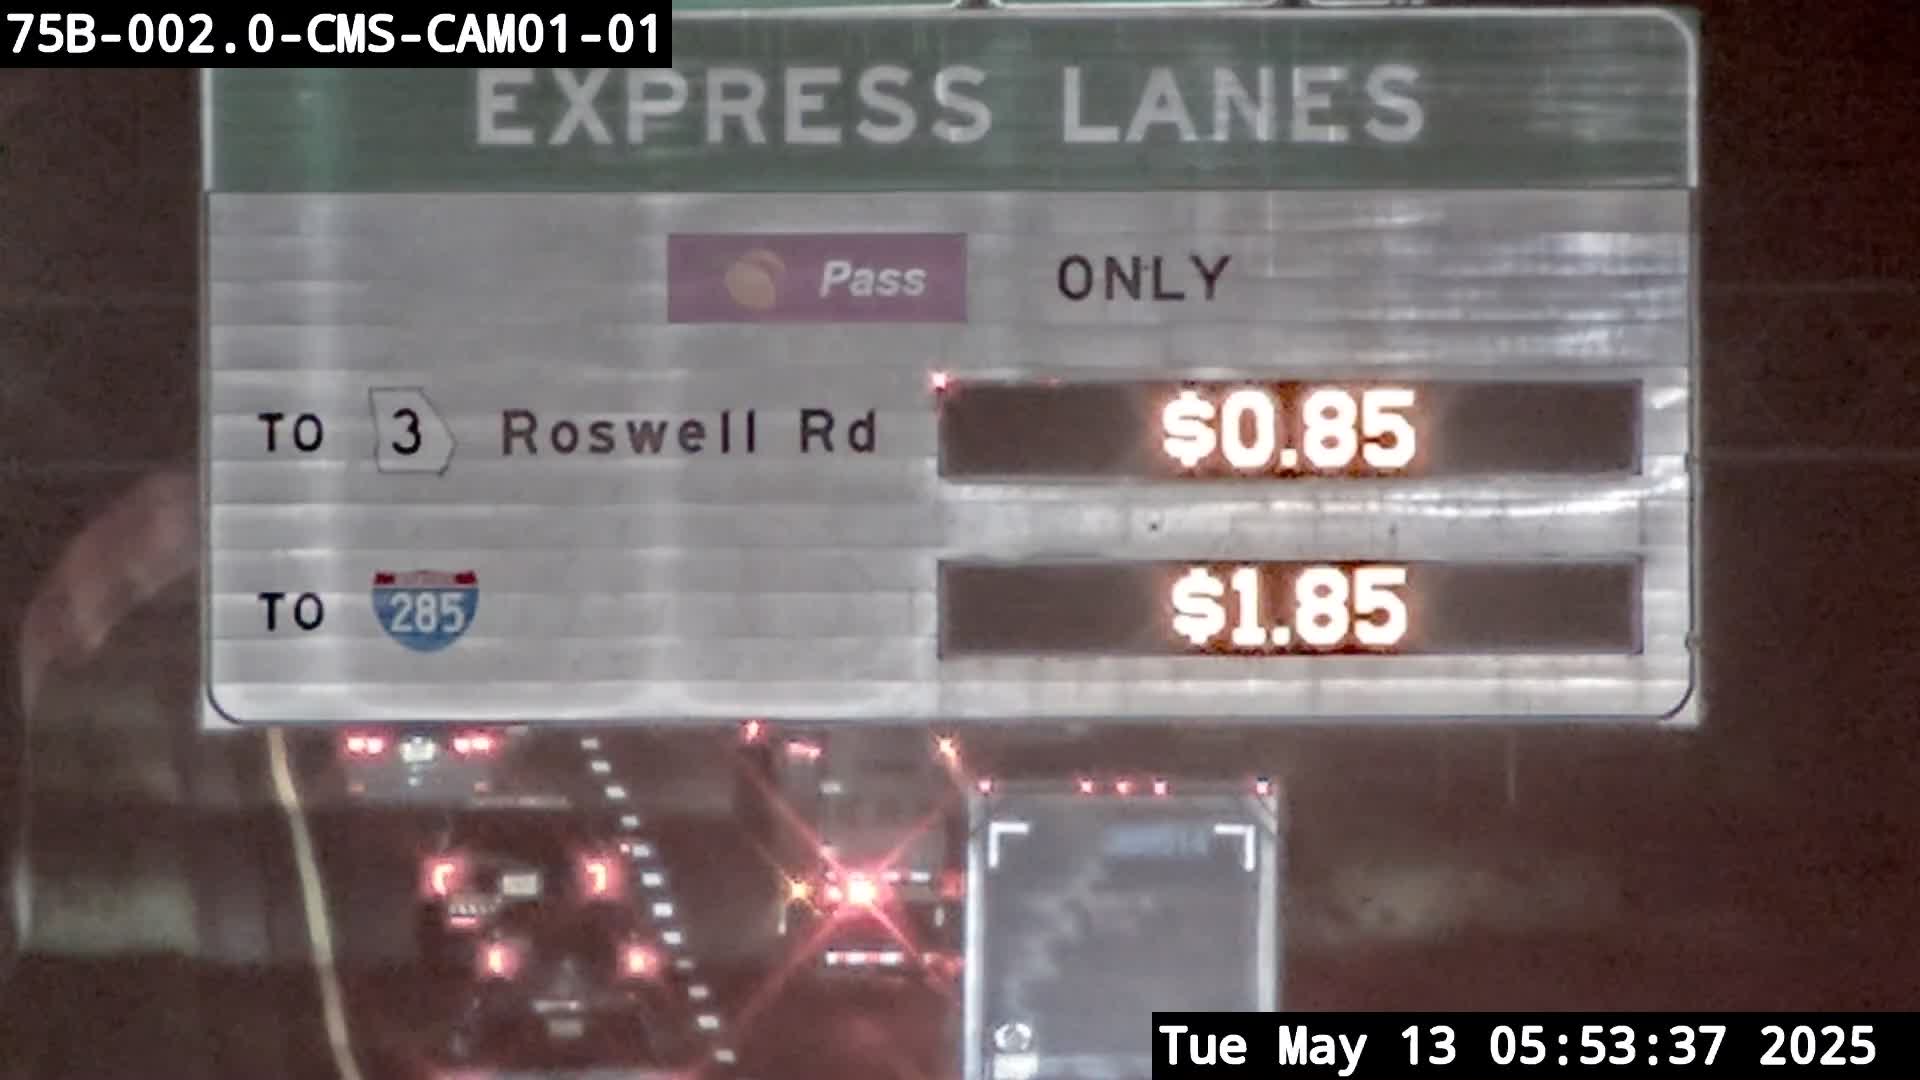 75B-002.0-CMS-CAM01-01
EXPRESS LANES
Pass ONLY
TO 3 Roswell Rd $0.85
TO 285 $1.85
Tue May 13 05:53:37 2025